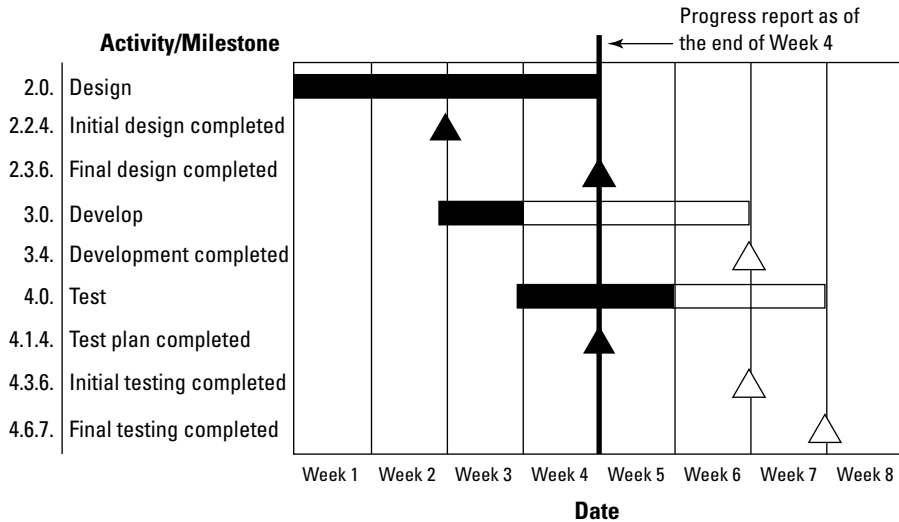 Progress report as of
the end of Week 4
Activity/Milestone
2.0. Design
2.2.4. Initial design completed
2.3.6. Final design completed
3.0. Develop
3.4. Development completed
4.0. Test
4.1.4. Test plan completed
4.3.6. Initial testing completed
4.6.7. Final testing completed
Week 1 Week 2 Week 3 Week 4 Week 5 Week 6 Week 7 Week 8
Date